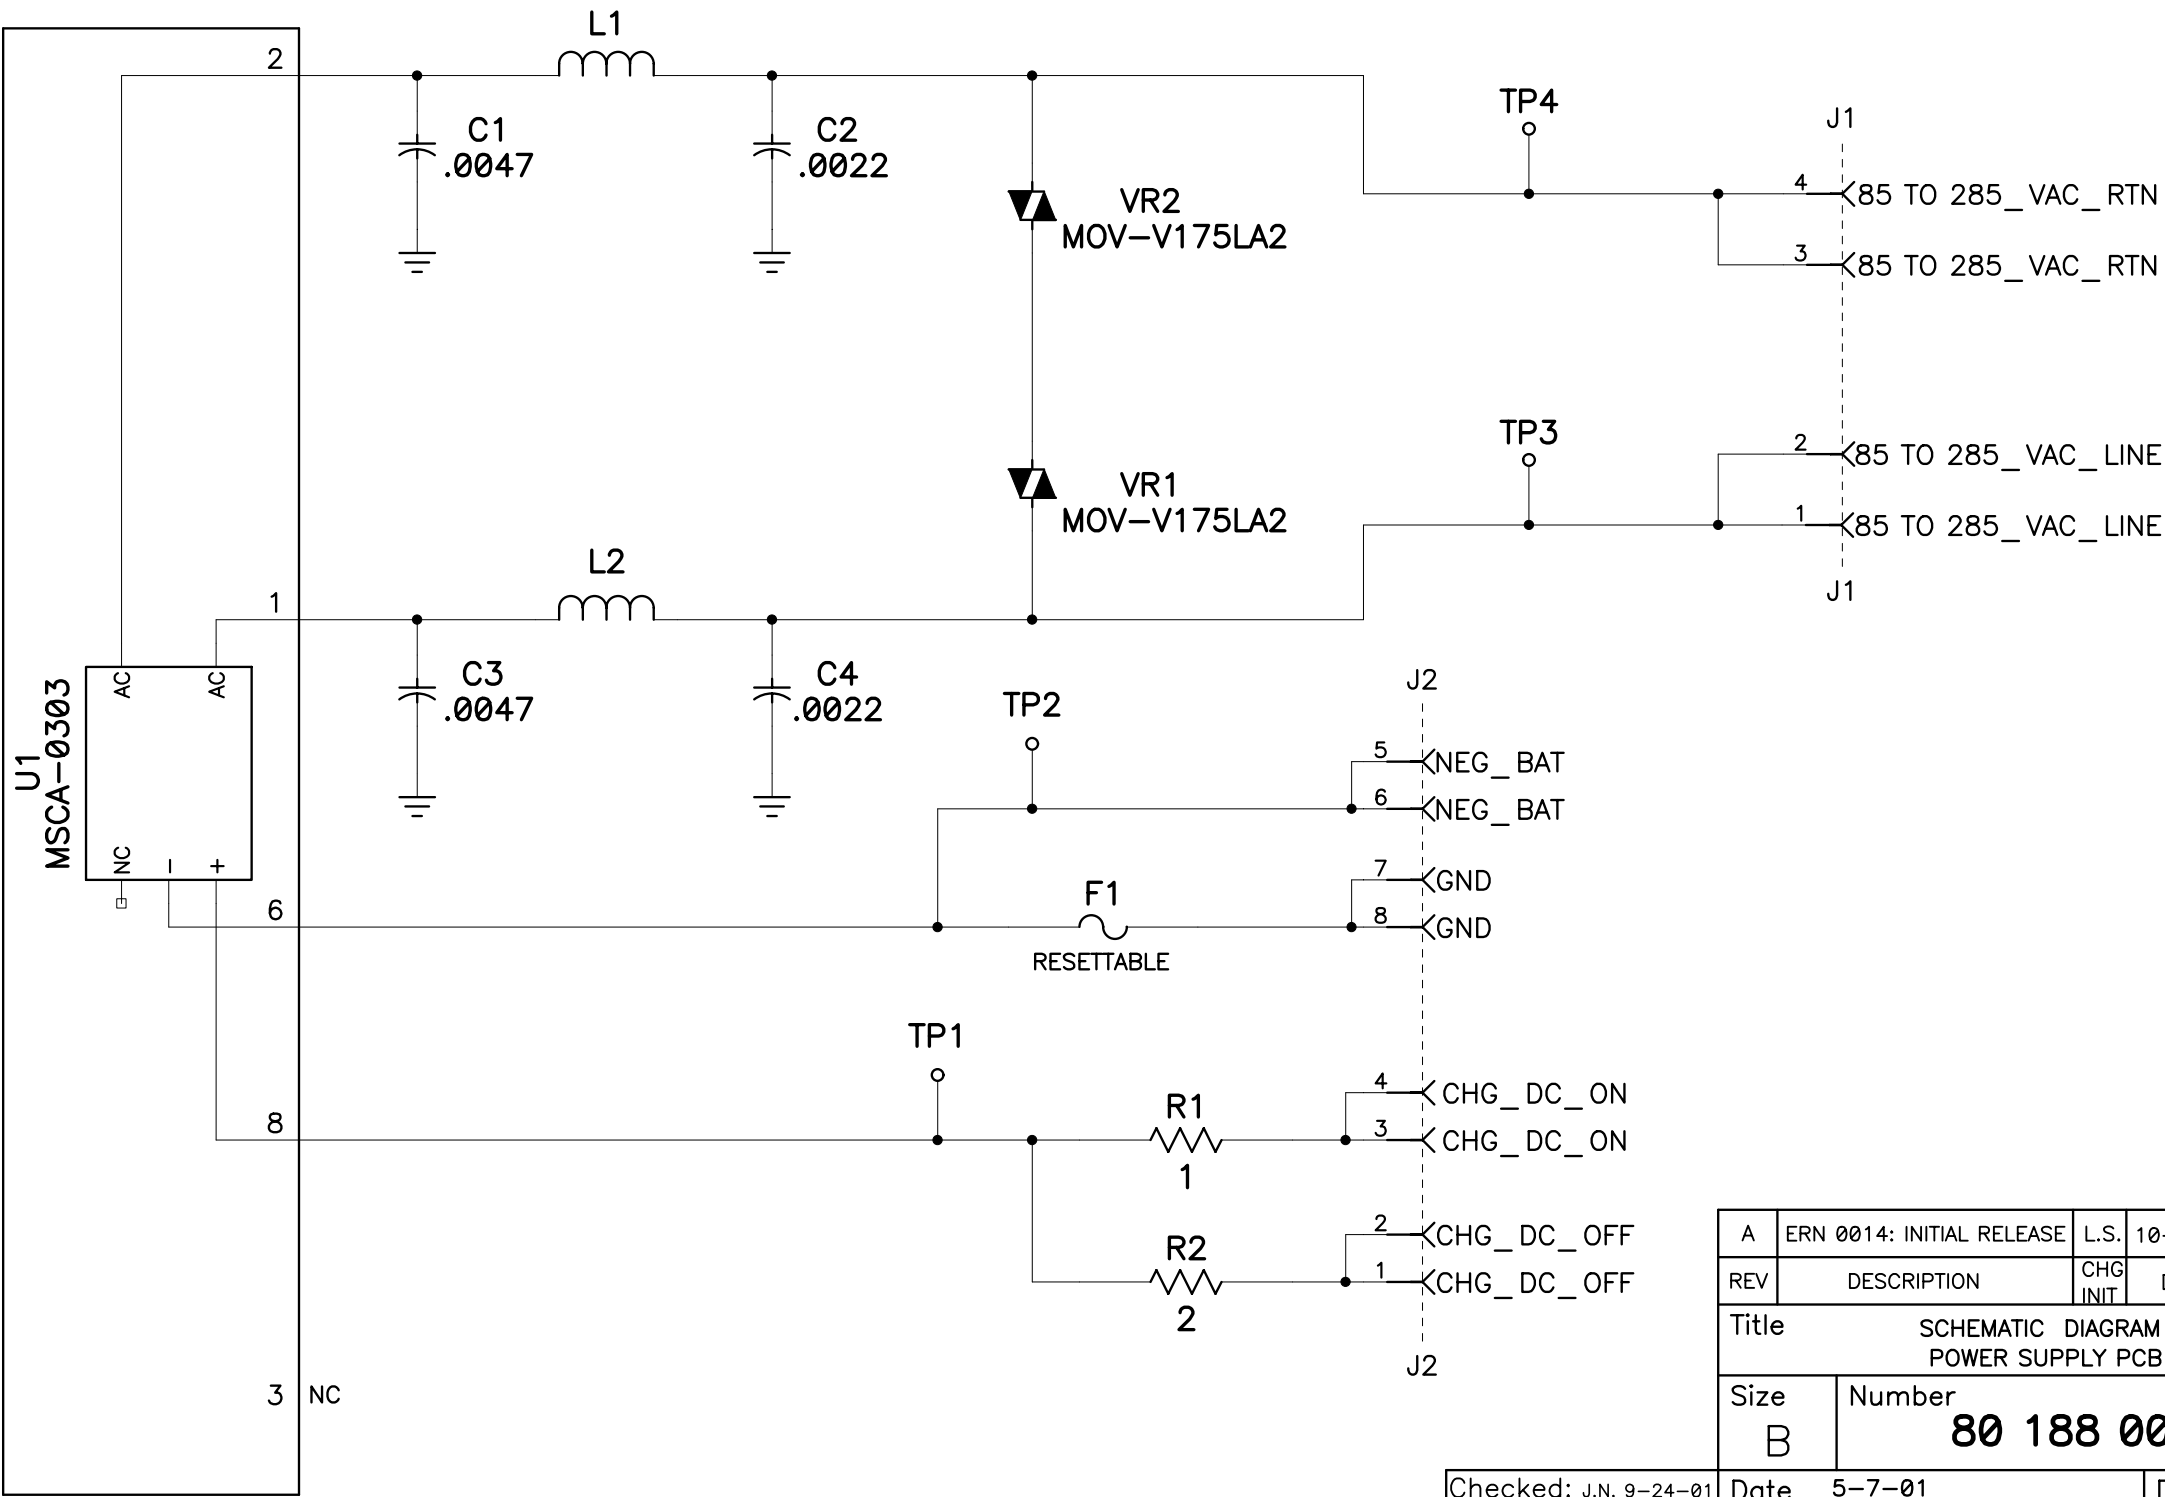 L1
2
C1
.0047
C2
.0022
TP4
J1
VR2
MOV-V175LA2
4
85 TO 285_VAC_RTN
3
85 TO 285_VAC_RTN
TP3
2
85 TO 285_VAC_LINE
VR1
MOV-V175LA2
1
85 TO 285_VAC_LINE
J1
L2
1
AC
AC
U1
MSCA-0303
NC
-
+
C3
.0047
C4
.0022
TP2
J2
5
NEG_BAT
6
NEG_BAT
7
GND
F1
8
GND
RESETTABLE
6
TP1
4
CHG_DC_ON
R1
3
CHG_DC_ON
1
8
2
CHG_DC_OFF
R2
1
CHG_DC_OFF
2
J2
3 NC
A ERN 0014: INITIAL RELEASE L.S.
REV DESCRIPTION CHG INIT
Title SCHEMATIC DIAGRAM
POWER SUPPLY PCB
Size Number
B 80 188
Checked: J.N. 9-24-01 Date 5-7-01